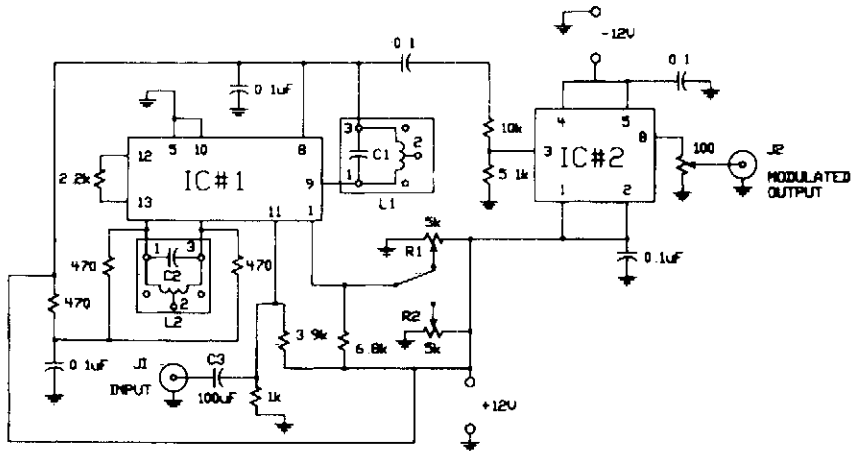 -12V
0.1
0.1
0.1uF
4
5
3
2
C1
1
L1
10k
5.1k
3
IC#2
8
1
2
100
J2
MODULATED
OUTPUT
5
10
8
12
13
IC#1
9
11
1
2.2k
5k
R1
0.1uF
470
1
3
C2
2
L2
470
470
3.9k
6.8k
R2
5k
0.1uF
J1
INPUT
C3
100uF
1k
+12V